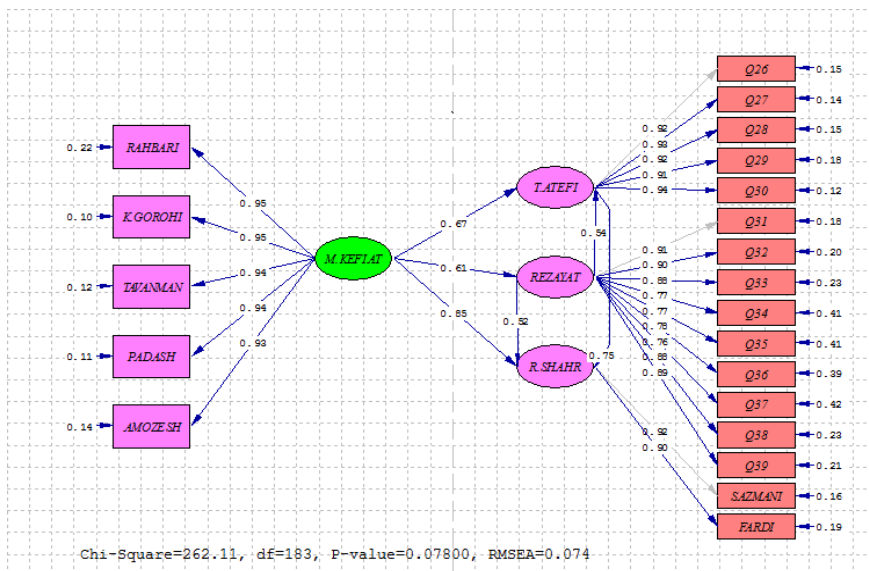 0.22 RAHBARI
0.10 K.GOROHI
0.12 TAVANMAN
0.11 PADASH
0.14 AMOZESH
0.95
0.95
0.94
0.94
0.93
M.KEFIAT
0.67
0.61
0.85
T.ATEFI
REZAYAT
R.SHAHR
0.54
0.52
0.75
0.92
0.93
0.92
0.91
0.94
0.91
0.90
0.88
0.77
0.77
0.78
0.76
0.88
0.89
0.92
0.90
Q26 0.15
Q27 0.14
Q28 0.15
Q29 0.18
Q30 0.12
Q31 0.18
Q32 0.20
Q33 0.23
Q34 0.41
Q35 0.41
Q36 0.39
Q37 0.42
Q38 0.23
Q39 0.21
SAZMANI 0.16
FARDI 0.19
Chi-Square=262.11, df=183, P-value=0.07800, RMSEA=0.074